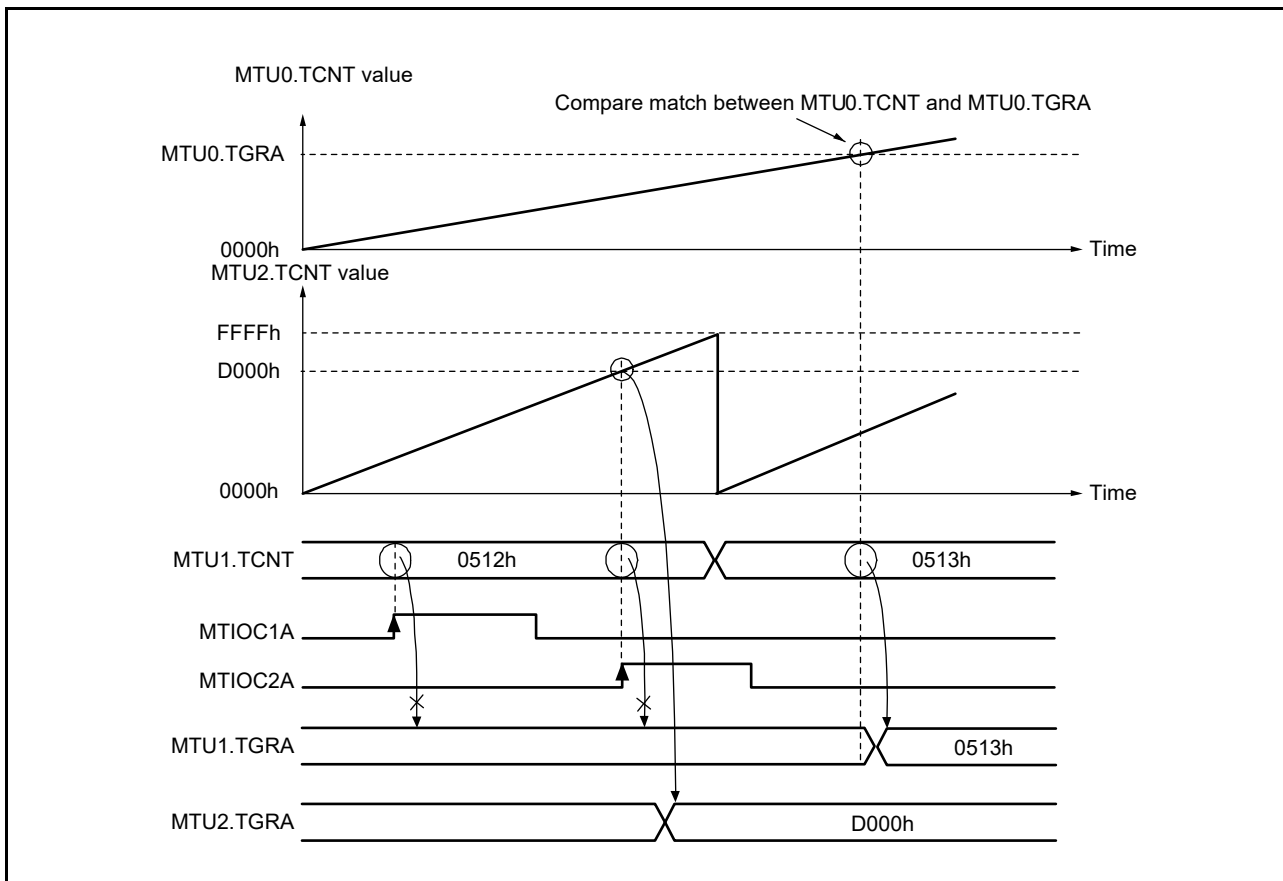 MTU0.TCNT value
Compare match between MTU0.TCNT and MTU0.TGRA
MTU0.TGRA
0000h
Time
MTU2.TCNT value
FFFFh
D000h
0000h
Time
MTU1.TCNT
0512h
0513h
MTIOC1A
MTIOC2A
MTU1.TGRA
0513h
MTU2.TGRA
D000h